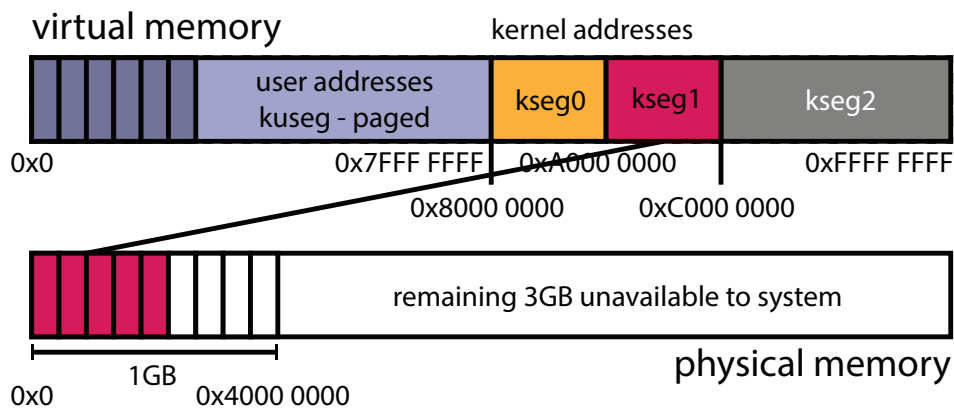 virtual memory
kernel addresses
user addresses
kuseg - paged
kseg0
kseg1
kseg2
0x0
0x7FFF FFFF
0xA000 0000
0xFFFF FFFF
0x8000 0000
0xC000 0000
remaining 3GB unavailable to system
1GB
physical memory
0x0
0x4000 0000